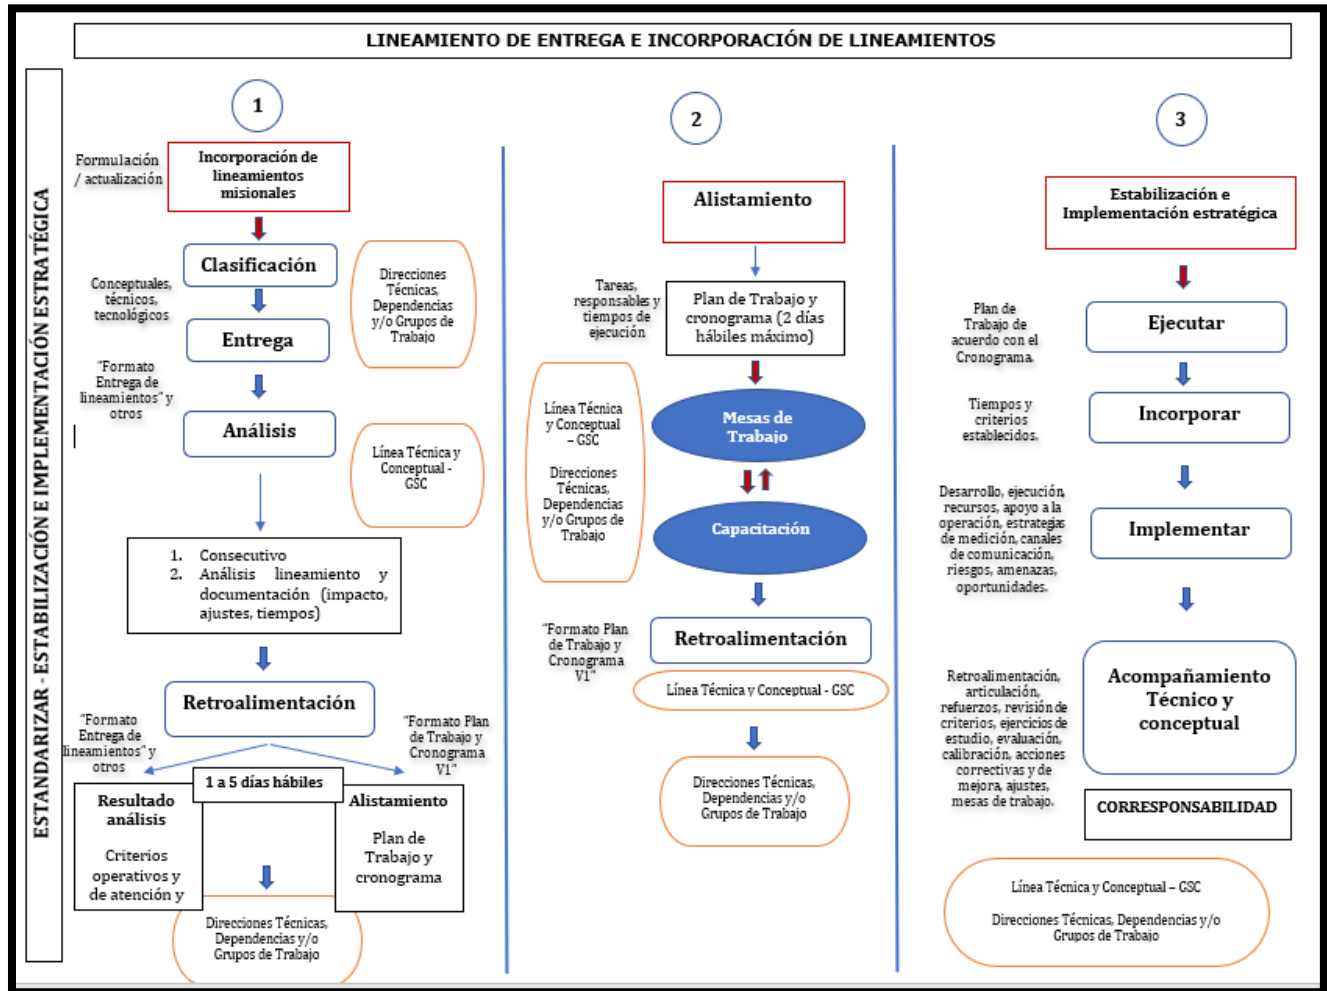 LINEAMIENTO DE ENTREGA E INCORPORACIÓN DE LINEAMIENTOS
ESTANDARIZAR - ESTABILIZACIÓN E IMPLEMENTACIÓN ESTRATÉGICA
1
Formulación
/ actualización
Incorporación de
lineamientos
misionales
Clasificación
Conceptuales,
técnicos,
tecnológicos
Direcciones
Técnicas,
Dependencias
y/o Grupos de
Trabajo
Entrega
"Formato
Entrega de
lineamientos" y
otros
Análisis
Línea Técnica y
Conceptual -
GSC
1. Consecutivo
2. Análisis lineamiento y
documentación (impacto,
ajustes, tiempos)
Retroalimentación
"Formato
Entrega de
lineamientos" y
otros
"Formato Plan
de Trabajo y
Cronograma
V1"
1 a 5 días hábiles
Resultado
análisis
Criterios
operativos y
de atención y
Alistamiento
Plan de
Trabajo y
cronograma
Direcciones Técnicas,
Dependencias y/o
Grupos de Trabajo
2
Alistamiento
Tareas,
responsables y
tiempos de
ejecución
Plan de Trabajo y
cronograma (2 días
hábiles máximo)
Línea Técnica
y Conceptual
– GSC
Direcciones
Técnicas,
Dependencias
y/o Grupos de
Trabajo
Mesas de
Trabajo
Capacitación
"Formato Plan
de Trabajo y
Cronograma
V1"
Retroalimentación
Línea Técnica y Conceptual - GSC
Direcciones Técnicas,
Dependencias y/o
Grupos de Trabajo
3
Estabilización e
Implementación estratégica
Plan de
Trabajo de
acuerdo con el
Cronograma.
Ejecutar
Tiempos y
criterios
establecidos.
Incorporar
Desarrollo, ejecución,
recursos, apoyo a la
operación, estrategias
de medición, canales
de comunicación,
riesgos, amenazas,
oportunidades.
Implementar
Retroalimentación,
articulación,
refuerzos, revisión de
criterios, ejercicios de
estudio, evaluación,
calibración, acciones
correctivas y de
mejora, ajustes,
mesas de trabajo.
Acompañamiento
Técnico y
conceptual
CORRESPONSABILIDAD
Línea Técnica y Conceptual – GSC
Direcciones Técnicas, Dependencias y/o
Grupos de Trabajo